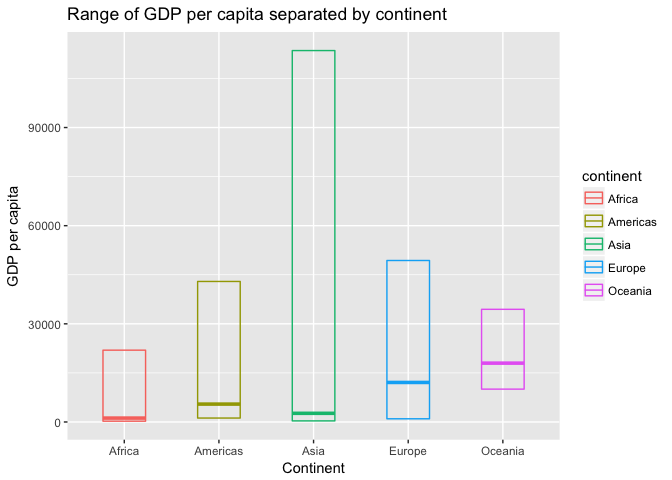 Range of GDP per capita separated by continent
GDP per capita
90000
60000
30000
0
Africa
Americas
Asia
Europe
Oceania
Continent
continent
Africa
Americas
Asia
Europe
Oceania